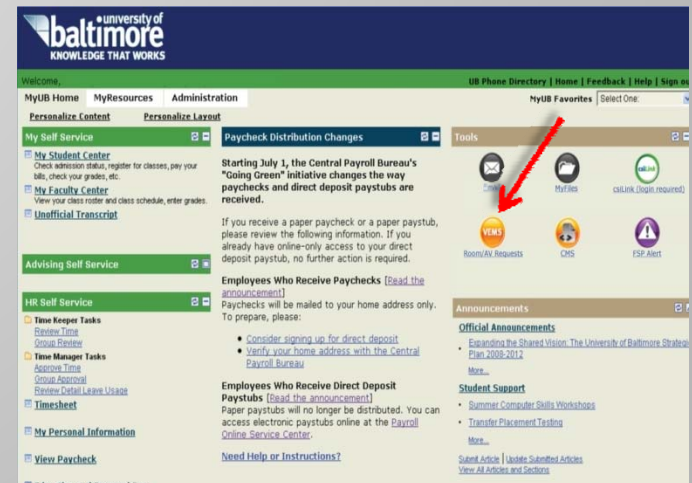 university of
baltimore
KNOWLEDGE THAT WORKS
Welcome,
UB Phone Directory | Home | Feedback | Help | Sign ou
MyUB Home MyResources Administration
MyUB Favorites Select One:
Personalize Content Personalize Layout
My Self Service
My Student Center
Check admission status, register for classes, pay your
bills, check your grades, etc.
My Faculty Center
View your class roster and class schedule, enter grades.
Unofficial Transcript
Advising Self Service
HR Self Service
Time Keeper Tasks
Review Time
Group Review
Time Manager Tasks
Approve Time
Group Approval
Review Detail Leave Usage
Timesheet
My Personal Information
View Paycheck
Paycheck Distribution Changes
Starting July 1, the Central Payroll Bureau's
"Going Green" initiative changes the way
paychecks and direct deposit paystubs are
received.
If you receive a paper paycheck or a paper paystub,
please review the following information. If you
already have online-only access to your direct
deposit paystub, no further action is required.
Employees Who Receive Paychecks [Read the
announcement]
Paychecks will be mailed to your home address only.
To prepare, please:
• Consider signing up for direct deposit
• Verify your home address with the Central
Payroll Bureau
Employees Who Receive Direct Deposit
Paystubs [Read the announcement]
Paper paystubs will no longer be distributed. You can
access electronic paystubs online at the Payroll
Online Service Center.
Need Help or Instructions?
Tools
Email
MyFiles
csiLink
csiLink (login required)
VEMS
Room/AV Requests
CMS
FSP Alert
Announcements
Official Announcements
• Expanding the Shared Vision: The University of Baltimore Strategic
Plan 2008-2012
More...
Student Support
• Summer Computer Skills Workshops
• Transfer Placement Testing
More...
Submit Article | Update Submitted Articles
View All Articles and Sections